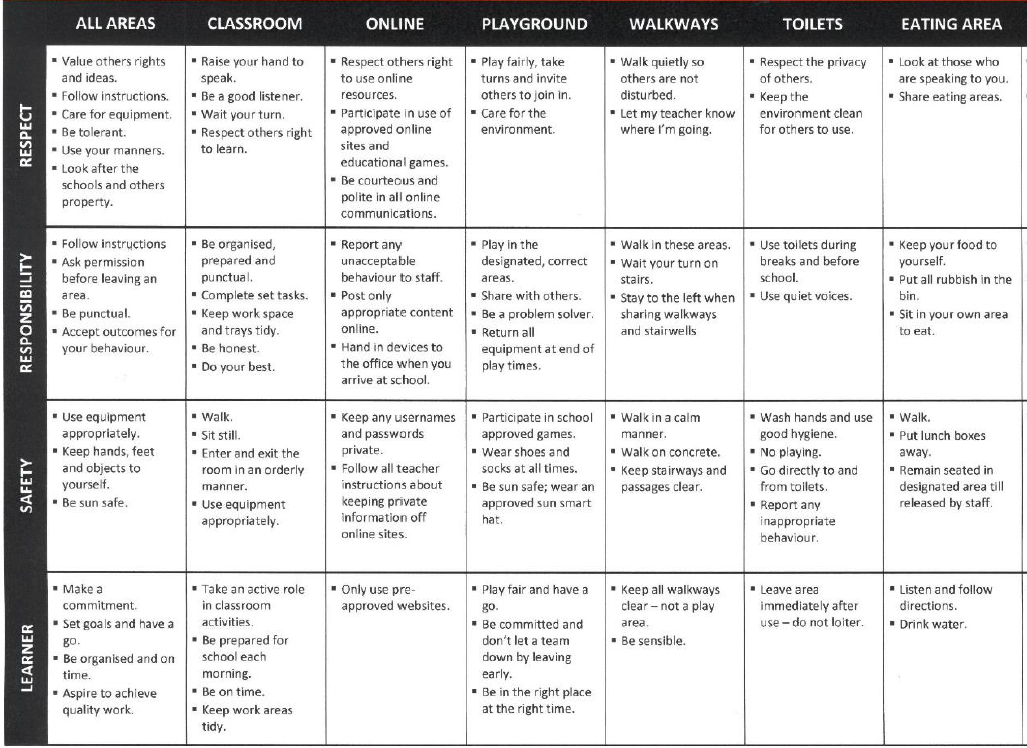 ALL AREAS
CLASSROOM
ONLINE
PLAYGROUND
WALKWAYS
TOILETS
EATING AREA
RESPECT
▪ Value others rights
and ideas.
▪ Follow instructions.
▪ Care for equipment.
▪ Be tolerant.
▪ Use your manners.
▪ Look after the
schools and others
property.
▪ Raise your hand to
speak.
▪ Be a good listener.
▪ Wait your turn.
▪ Respect others right
to learn.
▪ Respect others right
to use online
resources.
▪ Participate in use of
approved online
sites and
educational games.
▪ Be courteous and
polite in all online
communications.
▪ Play fairly, take
turns and invite
others to join in.
▪ Care for the
environment.
▪ Walk quietly so
others are not
disturbed.
▪ Let my teacher know
where I'm going.
▪ Respect the privacy
of others.
▪ Keep the
environment clean
for others to use.
▪ Look at those who
are speaking to you.
▪ Share eating areas.
RESPONSIBILITY
▪ Follow instructions
▪ Ask permission
before leaving an
area.
▪ Be punctual.
▪ Accept outcomes for
your behaviour.
▪ Be organised,
prepared and
punctual.
▪ Complete set tasks.
▪ Keep work space
and trays tidy.
▪ Be honest.
▪ Do your best.
▪ Report any
unacceptable
behaviour to staff.
▪ Post only
appropriate content
online.
▪ Hand in devices to
the office when you
arrive at school.
▪ Play in the
designated, correct
areas.
▪ Share with others.
▪ Be a problem solver.
▪ Return all
equipment at end of
play times.
▪ Walk in these areas.
▪ Wait your turn on
stairs.
▪ Stay to the left when
sharing walkways
and stairwells
▪ Use toilets during
breaks and before
school.
▪ Use quiet voices.
▪ Keep your food to
yourself.
▪ Put all rubbish in the
bin.
▪ Sit in your own area
to eat.
SAFETY
▪ Use equipment
appropriately.
▪ Keep hands, feet
and objects to
yourself.
▪ Be sun safe.
▪ Walk.
▪ Sit still.
▪ Enter and exit the
room in an orderly
manner.
▪ Use equipment
appropriately.
▪ Keep any usernames
and passwords
private.
▪ Follow all teacher
instructions about
keeping private
information off
online sites.
▪ Participate in school
approved games.
▪ Wear shoes and
socks at all times.
▪ Be sun safe; wear an
approved sun smart
hat.
▪ Walk in a calm
manner.
▪ Walk on concrete.
▪ Keep stairways and
passages clear.
▪ Wash hands and use
good hygiene.
▪ No playing.
▪ Go directly to and
from toilets.
▪ Report any
inappropriate
behaviour.
▪ Walk.
▪ Put lunch boxes
away.
▪ Remain seated in
designated area till
released by staff.
LEARNER
▪ Make a
commitment.
▪ Set goals and have a
go.
▪ Be organised and on
time.
▪ Aspire to achieve
quality work.
▪ Take an active role
in classroom
activities.
▪ Be prepared for
school each
morning.
▪ Be on time.
▪ Keep work areas
tidy.
▪ Only use pre-
approved websites.
▪ Play fair and have a
go.
▪ Be committed and
don't let a team
down by leaving
early.
▪ Be in the right place
at the right time.
▪ Keep all walkways
clear – not a play
area.
▪ Be sensible.
▪ Leave area
immediately after
use – do not loiter.
▪ Listen and follow
directions.
▪ Drink water.